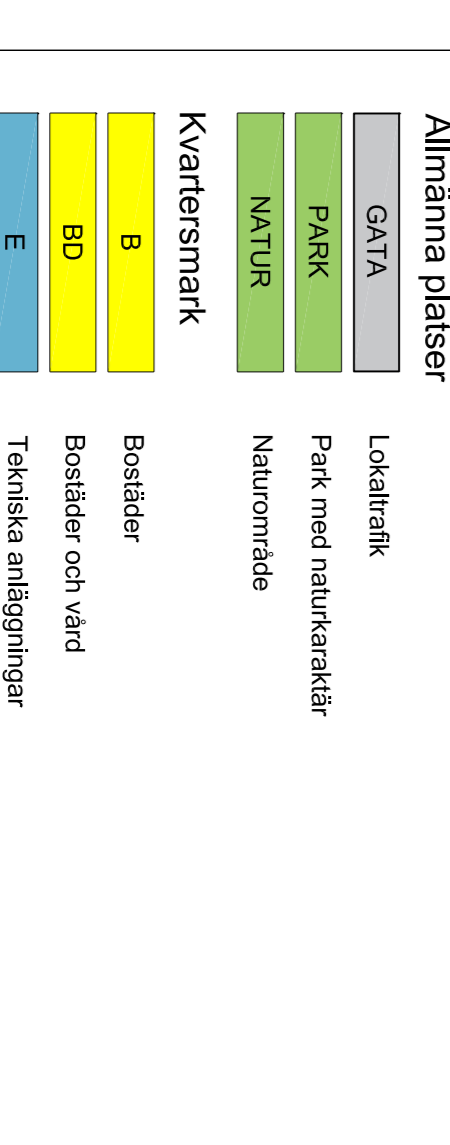 Allmänna platser
GATA Lokaltrafik
PARK Park med naturkaraktär
NATUR Naturområde
Kvartersmark
B Bostäder
BD Bostäder och vård
E Tekniska anläggningar